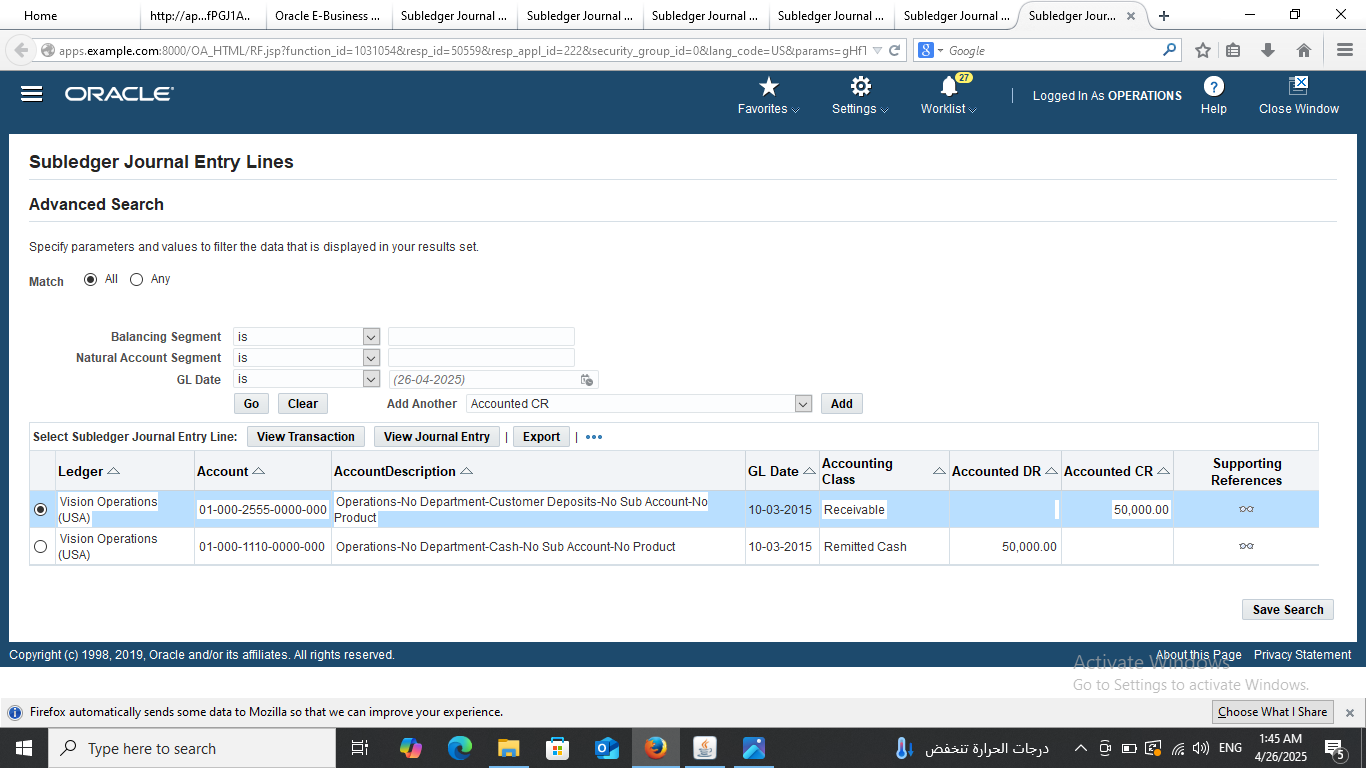 Home
http://ap...fPGJ1A...
Oracle E-Business ...
Subledger Journal ...
Subledger Journal ...
Subledger Journal ...
Subledger Journal ...
Subledger Journal ...
Subledger Jour...
apps.example.com:8000/OA_HTML/RF.jsp?function_id=1031054&resp_id=50559&resp_appl_id=222&security_group_id=0&lang_code=US&params=gHf1
Google
ORACLE
Favorites
Settings
27
Worklist
Logged In As OPERATIONS
Help
Close Window
Subledger Journal Entry Lines
Advanced Search
Specify parameters and values to filter the data that is displayed in your results set.
Match All Any
Balancing Segment is
Natural Account Segment is
GL Date is (26-04-2025)
Go Clear Add Another Accounted CR Add
Select Subledger Journal Entry Line: View Transaction View Journal Entry | Export | •••
Ledger Account AccountDescription GL Date Accounting Class Accounted DR Accounted CR Supporting References
Vision Operations (USA) 01-000-2555-0000-000 Operations-No Department-Customer Deposits-No Sub Account-No Product 10-03-2015 Receivable 50,000.00
Vision Operations (USA) 01-000-1110-0000-000 Operations-No Department-Cash-No Sub Account-No Product 10-03-2015 Remitted Cash 50,000.00
Save Search
Copyright (c) 1998, 2019, Oracle and/or its affiliates. All rights reserved.
About this Page Privacy Statement
Activate Windows
Go to Settings to activate Windows.
Firefox automatically sends some data to Mozilla so that we can improve your experience.
Choose What I Share
Type here to search
درجات الحرارة تنخفض
ENG
1:45 AM
4/26/2025
5